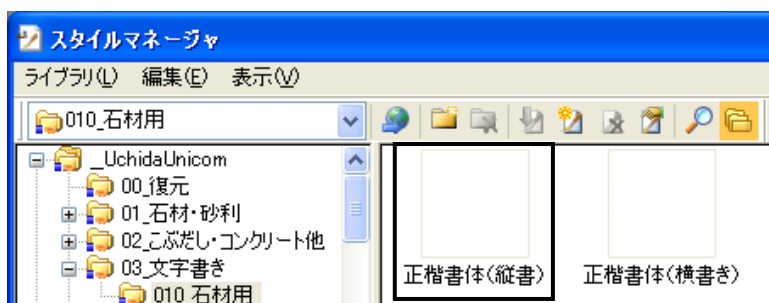 スタイルマネージャ
ライブラリ(L) 編集(E) 表示(V)
010_石材用
_UchidaUnicom
00_復元
01_石材・砂利
02_こぶだし・コンクリート他
03_文字書き
010_石材用
正楷書体(縦書)
正楷書体(横書き)